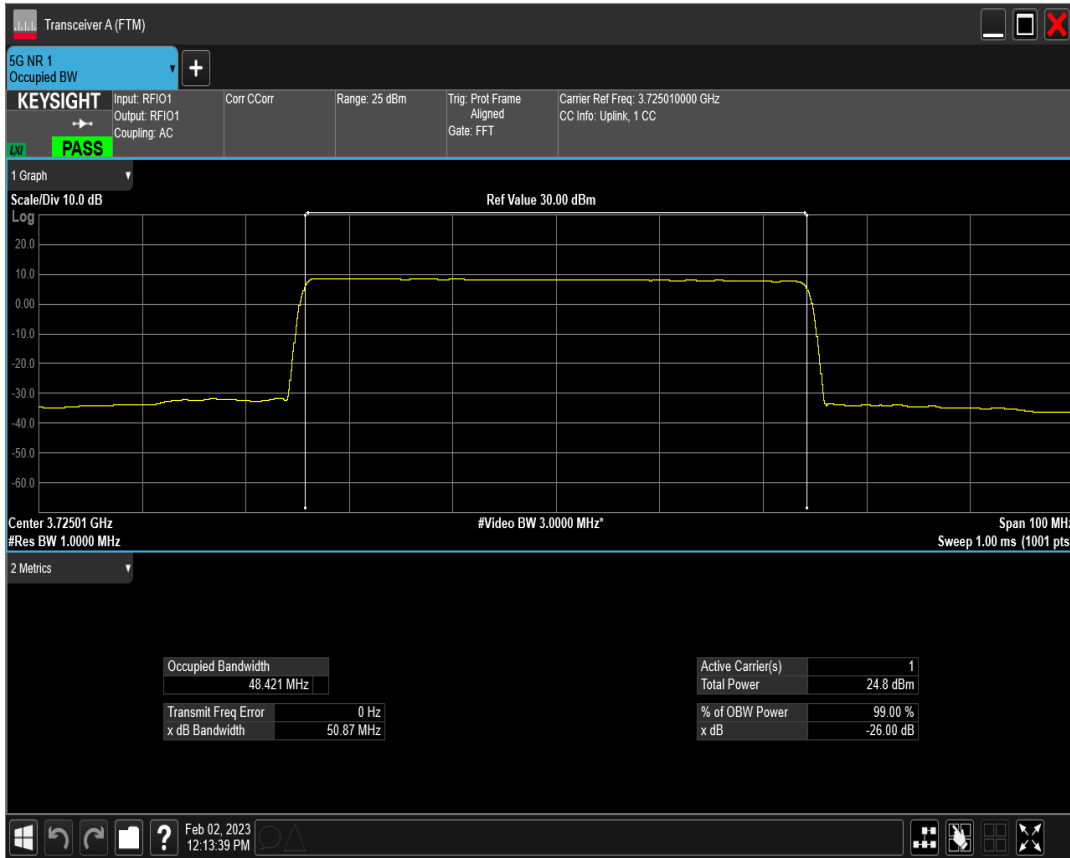 Transceiver A (FTM)
5G NR 1
Occupied BW
+
KEYSIGHT
LXI
PASS
Input: RFIO1
Output: RFIO1
Coupling: AC
Corr CCorr
Range: 25 dBm
Trig: Prot Frame
Aligned
Gate: FFT
Carrier Ref Freq: 3.725010000 GHz
CC Info: Uplink, 1 CC
1 Graph
Scale/Div 10.0 dB
Ref Value 30.00 dBm
Log
20.0
10.0
0.00
-10.0
-20.0
-30.0
-40.0
-50.0
-60.0
Center 3.72501 GHz
#Video BW 3.0000 MHz*
Span 100 MHz
#Res BW 1.0000 MHz
Sweep 1.00 ms (1001 pts
2 Metrics
Occupied Bandwidth
48.421 MHz
Transmit Freq Error 0 Hz
x dB Bandwidth 50.87 MHz
Active Carrier(s) 1
Total Power 24.8 dBm
% of OBW Power 99.00 %
x dB -26.00 dB
?
Feb 02, 2023
12:13:39 PM